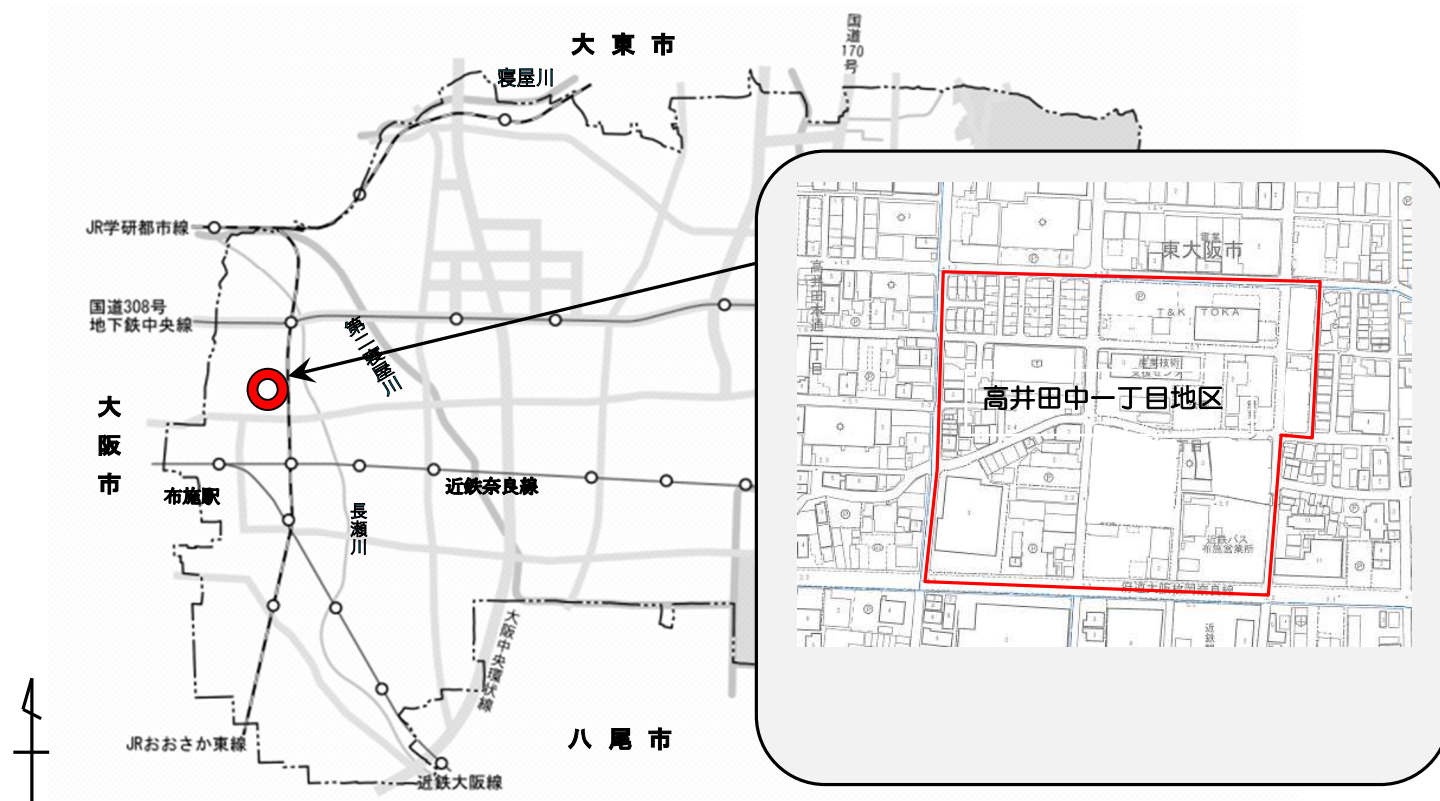 大東市
国道170号
寝屋川
JR学研都市線
国道308号
地下鉄中央線
第二寝屋川
大阪市
布施駅
近鉄奈良線
長瀬川
大阪中央環状線
JRおおさか東線
八尾市
近鉄大阪線
東大阪市
T&K TOKA
高井田中一丁目地区
近鉄バス
布施営業所